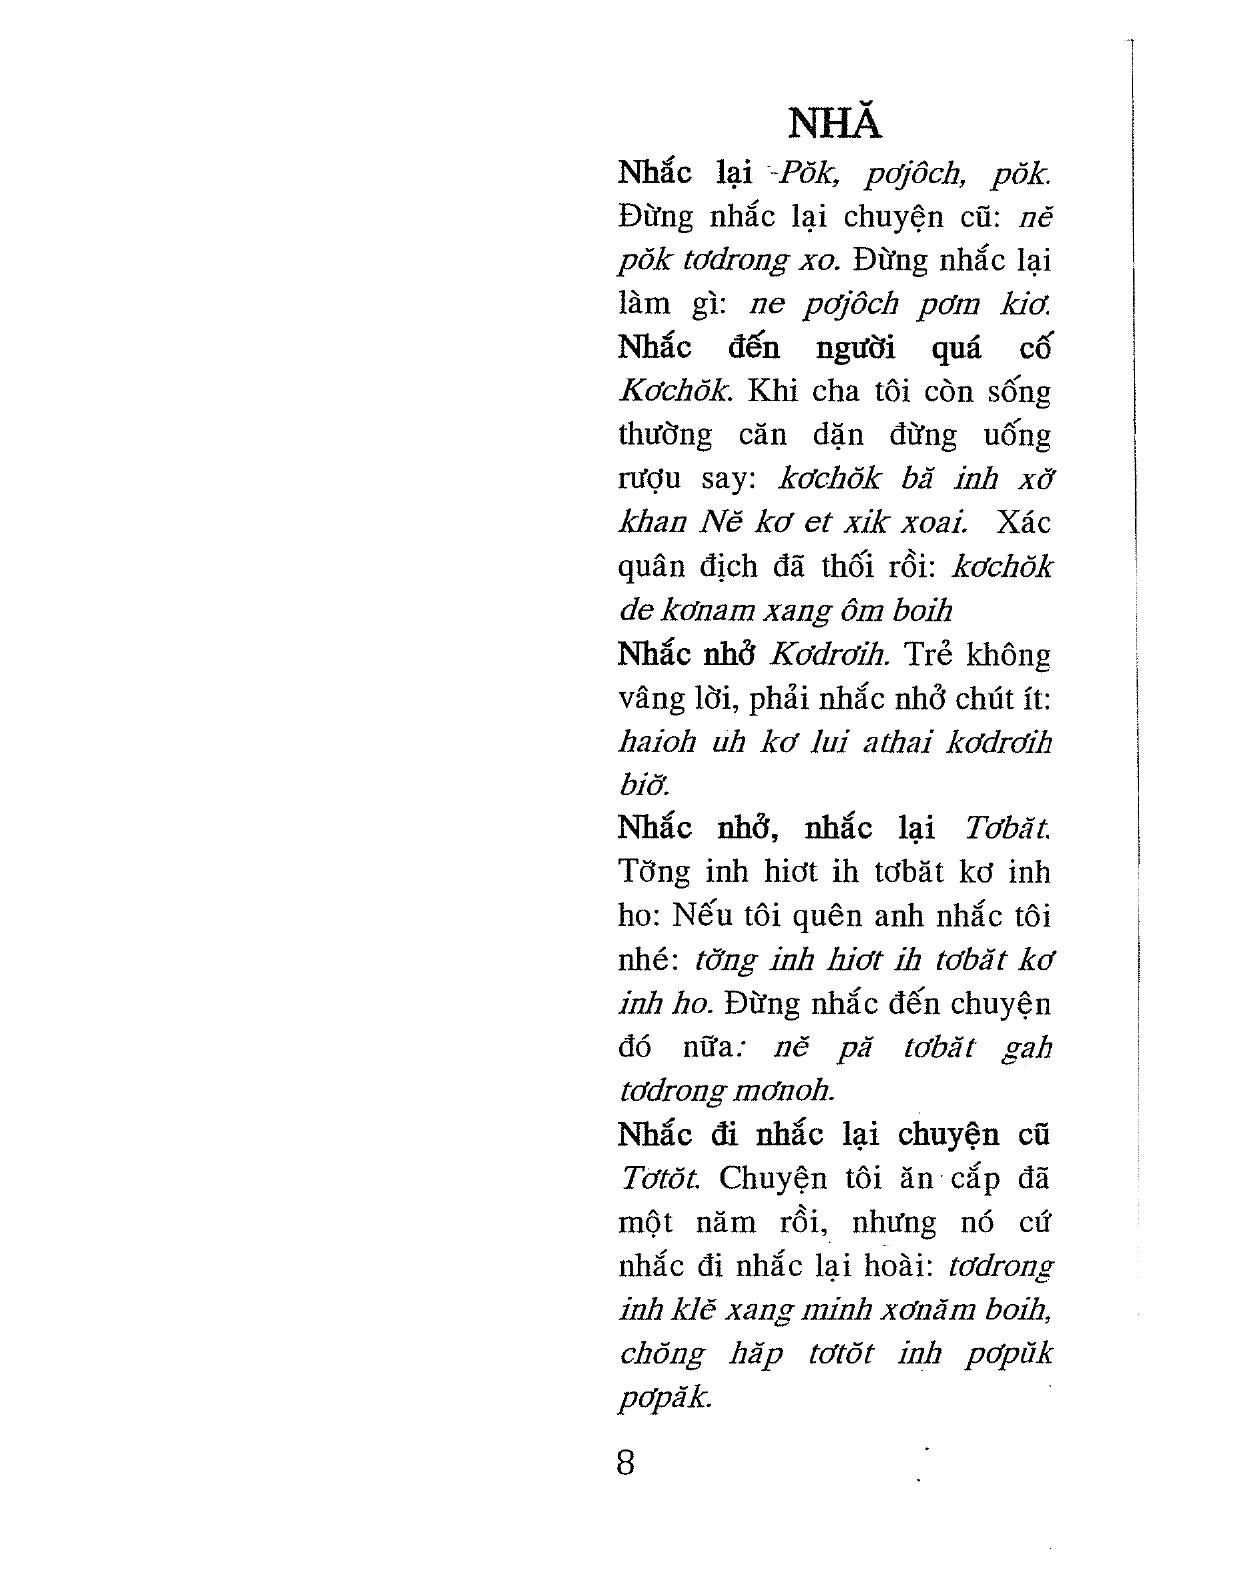 NHĂ
Nhắc lại -Pŏk, pơjôch, pŏk.
Đừng nhắc lại chuyện cũ: nĕ
pŏk tơdrong xo. Đừng nhắc lại
làm gì: ne pơjôch pơm kiơ.
Nhắc đến người quá cố
Kơchŏk. Khi cha tôi còn sống
thường căn dặn đừng uống
rượu say: kơchŏk bă inh xơ̆
khan Nĕ kơ et xik xoai. Xác
quân địch đã thối rồi: kơchŏk
de kơnam xang ôm boih
Nhắc nhở Kơdrơih. Trẻ không
vâng lời, phải nhắc nhở chút ít:
haioh uh kơ lui athai kơdrơih
biơ̆.
Nhắc nhở, nhắc lại Tơbăt.
Tơ̆ng inh hiơt ih tơbăt kơ inh
ho: Nếu tôi quên anh nhắc tôi
nhé: tơ̆ng inh hiơt ih tơbăt kơ
inh ho. Đừng nhắc đến chuyện
đó nữa: nĕ pă tơbăt gah
tơdrong mơnoh.
Nhắc đi nhắc lại chuyện cũ
Tơtŏt. Chuyện tôi ăn cắp đã
một năm rồi, nhưng nó cứ
nhắc đi nhắc lại hoài: tơdrong
inh klĕ xang minh xơnăm boih,
chŏng hăp tơtŏt inh pơpŭk
pơpăk.
8